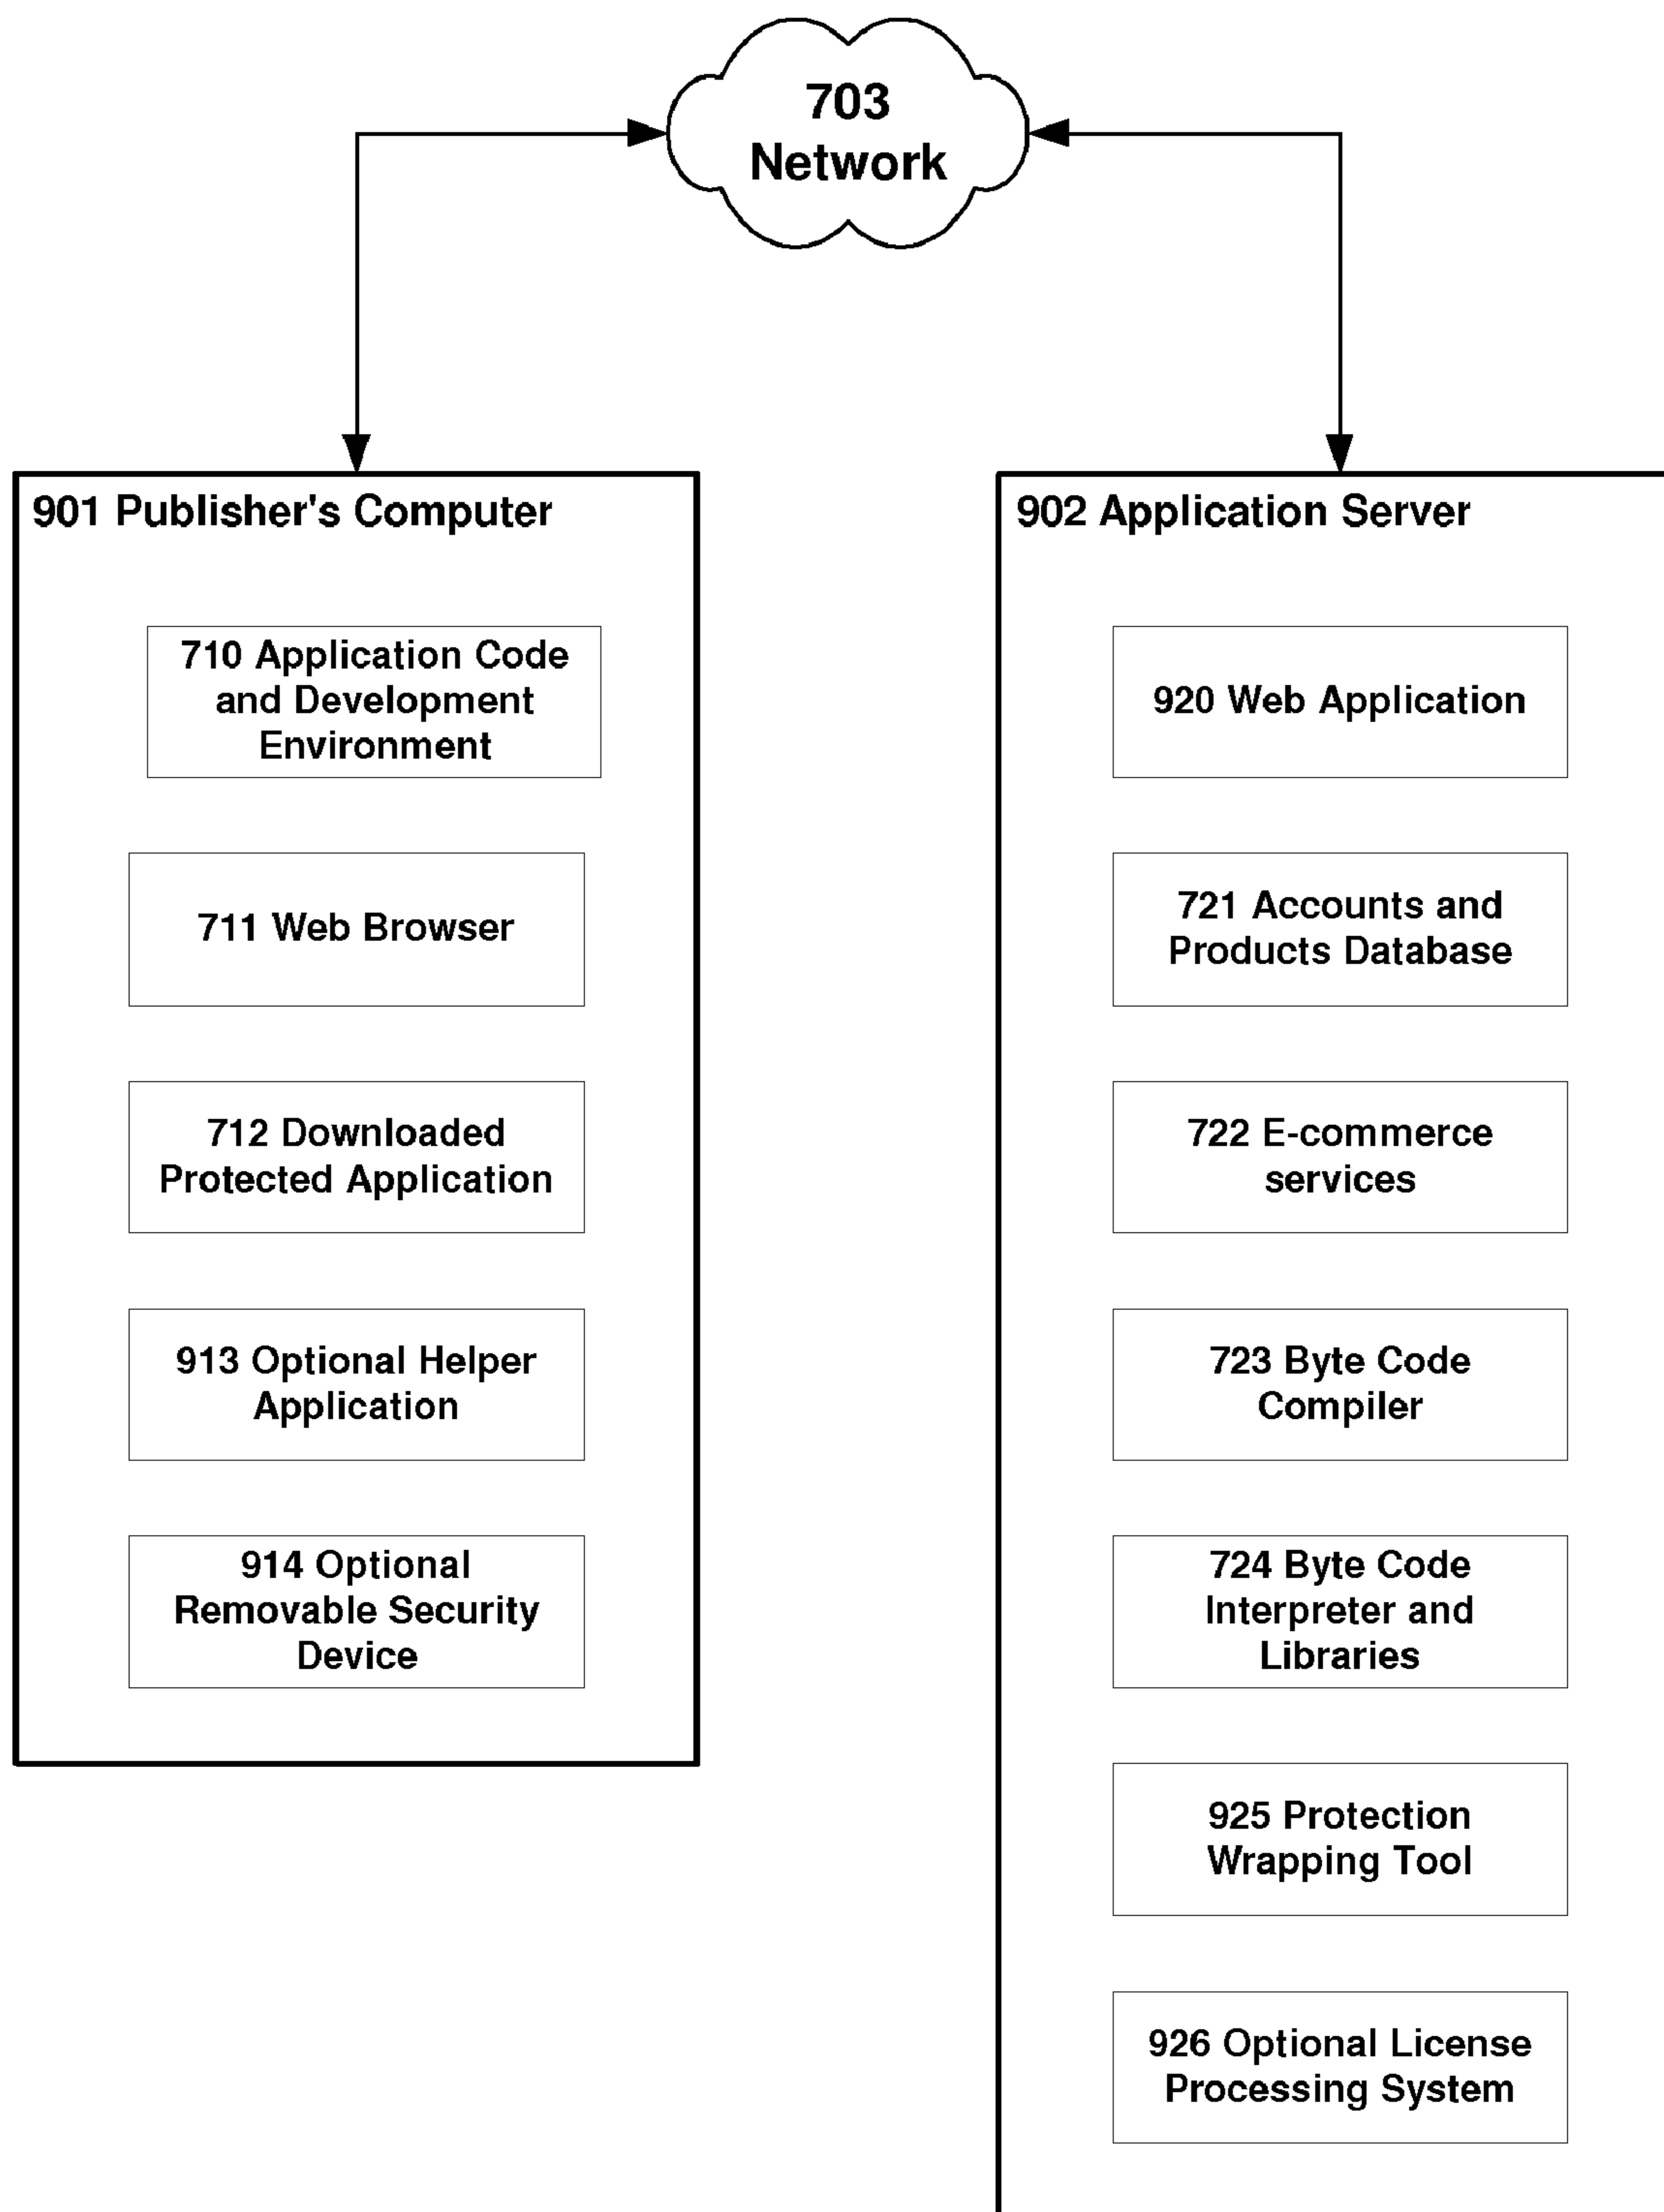 703
Network
901 Publisher's Computer
710 Application Code
and Development
Environment
711 Web Browser
712 Downloaded
Protected Application
913 Optional Helper
Application
914 Optional
Removable Security
Device
902 Application Server
920 Web Application
721 Accounts and
Products Database
722 E-commerce
services
723 Byte Code
Compiler
724 Byte Code
Interpreter and
Libraries
925 Protection
Wrapping Tool
926 Optional License
Processing System